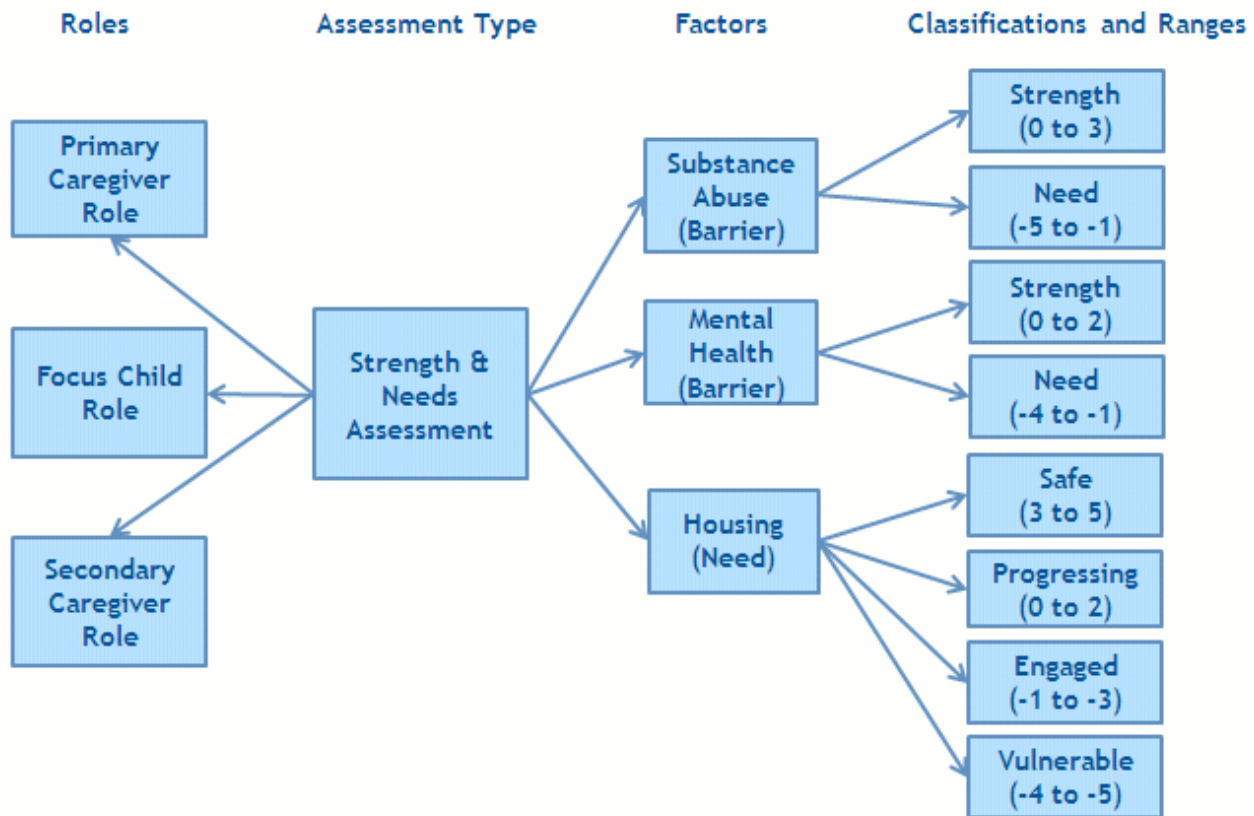 Roles
Assessment Type
Factors
Classifications and Ranges
Primary
Caregiver
Role
Focus Child
Role
Secondary
Caregiver
Role
Strength &
Needs
Assessment
Substance
Abuse
(Barrier)
Mental
Health
(Barrier)
Housing
(Need)
Strength
(0 to 3)
Need
(-5 to -1)
Strength
(0 to 2)
Need
(-4 to -1)
Safe
(3 to 5)
Progressing
(0 to 2)
Engaged
(-1 to -3)
Vulnerable
(-4 to -5)